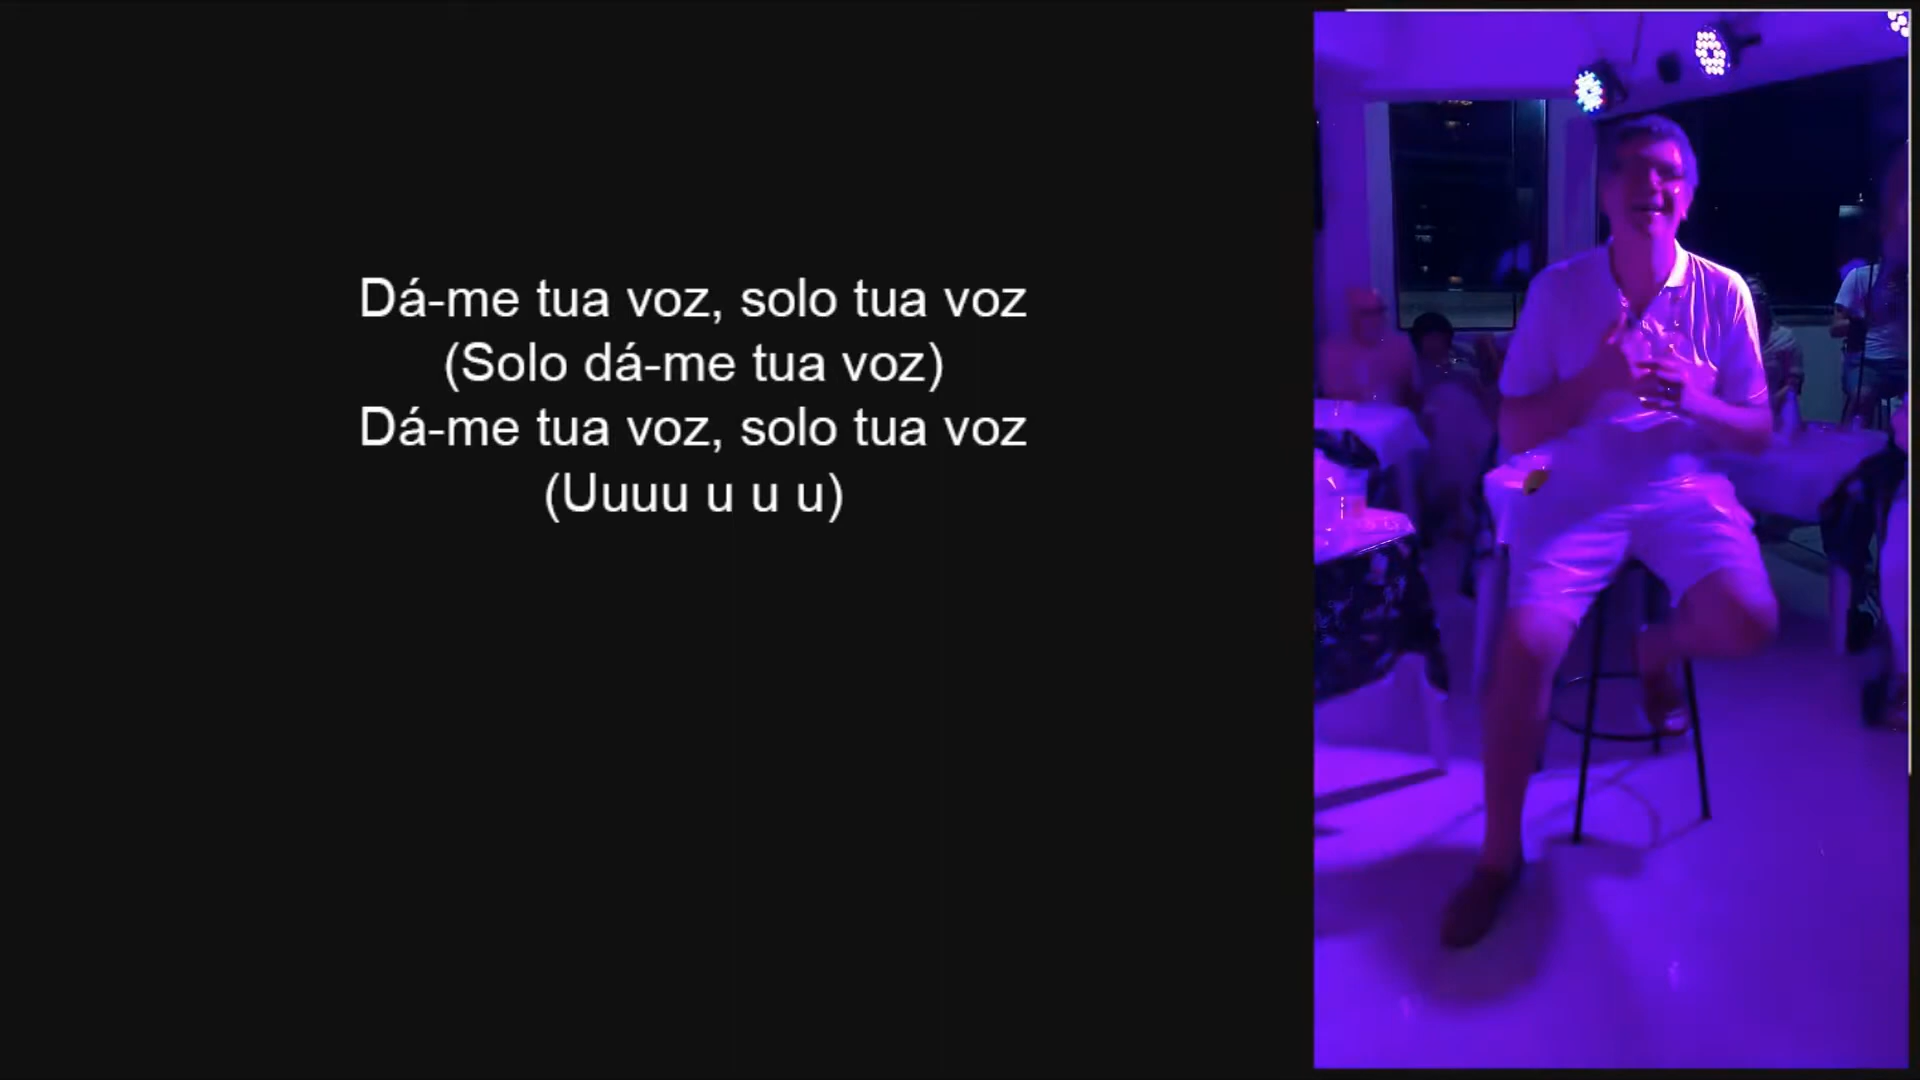 Dá-me tua voz, solo tua voz
(Solo dá-me tua voz)
Dá-me tua voz, solo tua voz
(Uuuu u u u)